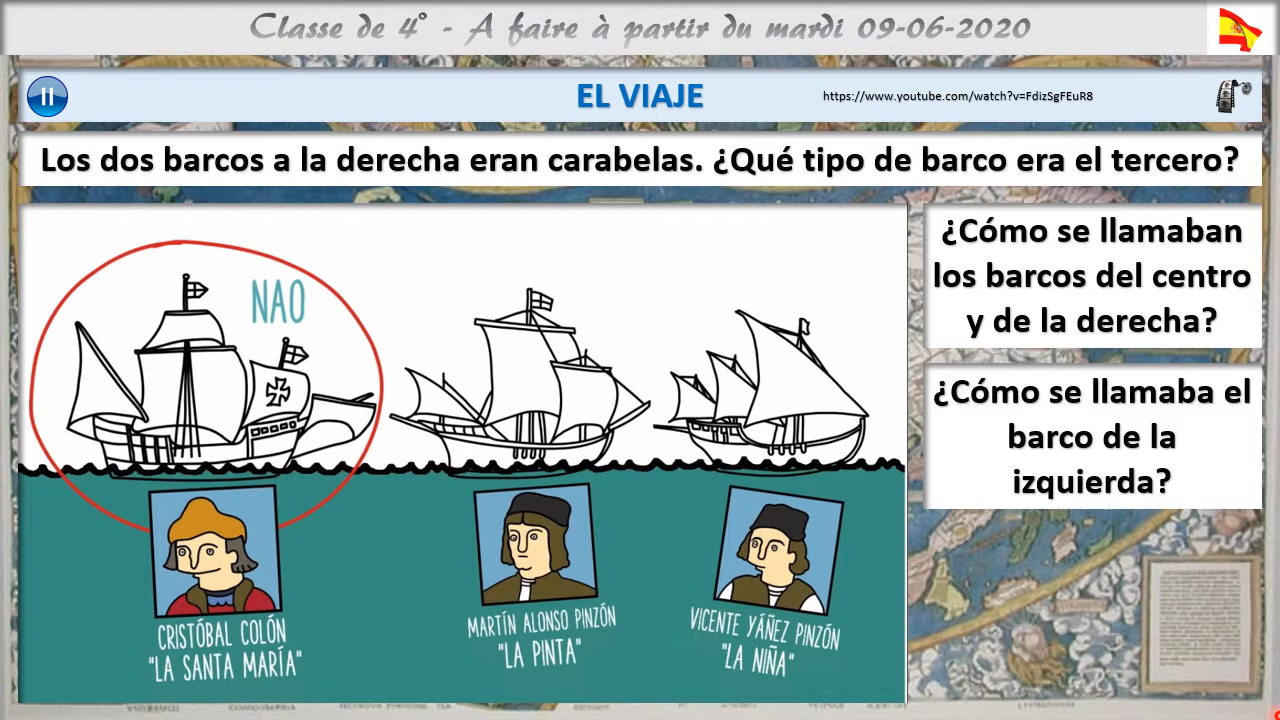 Classe de 4° - A faire à partir du mardi 09-06-2020
EL VIAJE
https://www.youtube.com/watch?v=FdizSgFEuR8
Los dos barcos a la derecha eran carabelas. ¿Qué tipo de barco era el tercero?
NAO
CRISTÓBAL COLÓN
"LA SANTA MARÍA"
MARTÍN ALONSO PINZÓN
"LA PINTA"
VICENTE YÁÑEZ PINZÓN
"LA NIÑA"
¿Cómo se llamaban
los barcos del centro
y de la derecha?
¿Cómo se llamaba el
barco de la
izquierda?